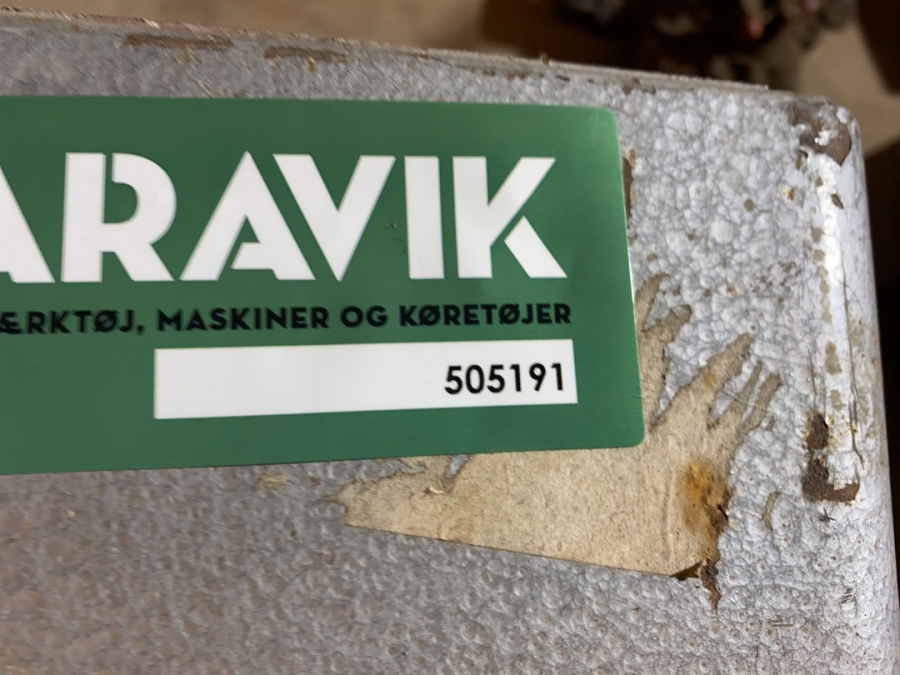 ARAVIK
ÆRKTØJ, MASKINER OG KØRETØJER
505191